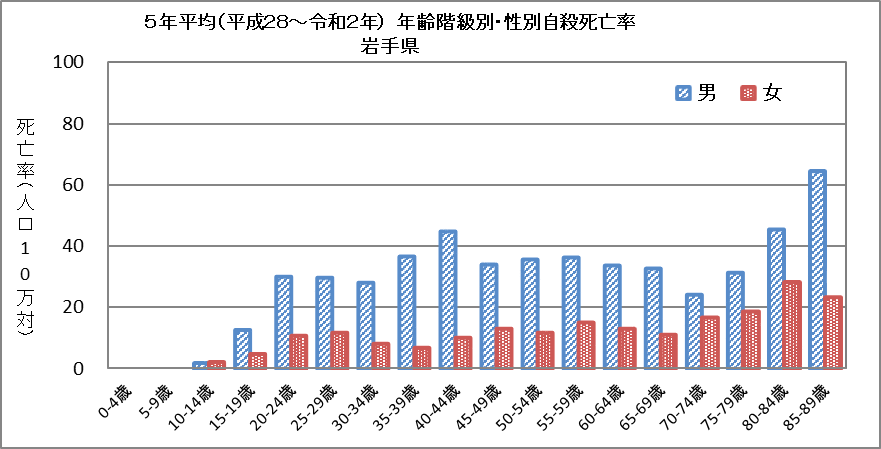 ５年平均（平成28～令和2年） 年齢階級別・性別自殺死亡率
岩手県
死亡率（人口10万対）
100
80
60
40
20
0
男
女
0-4歳
5-9歳
10-14歳
15-19歳
20-24歳
25-29歳
30-34歳
35-39歳
40-44歳
45-49歳
50-54歳
55-59歳
60-64歳
65-69歳
70-74歳
75-79歳
80-84歳
85-89歳